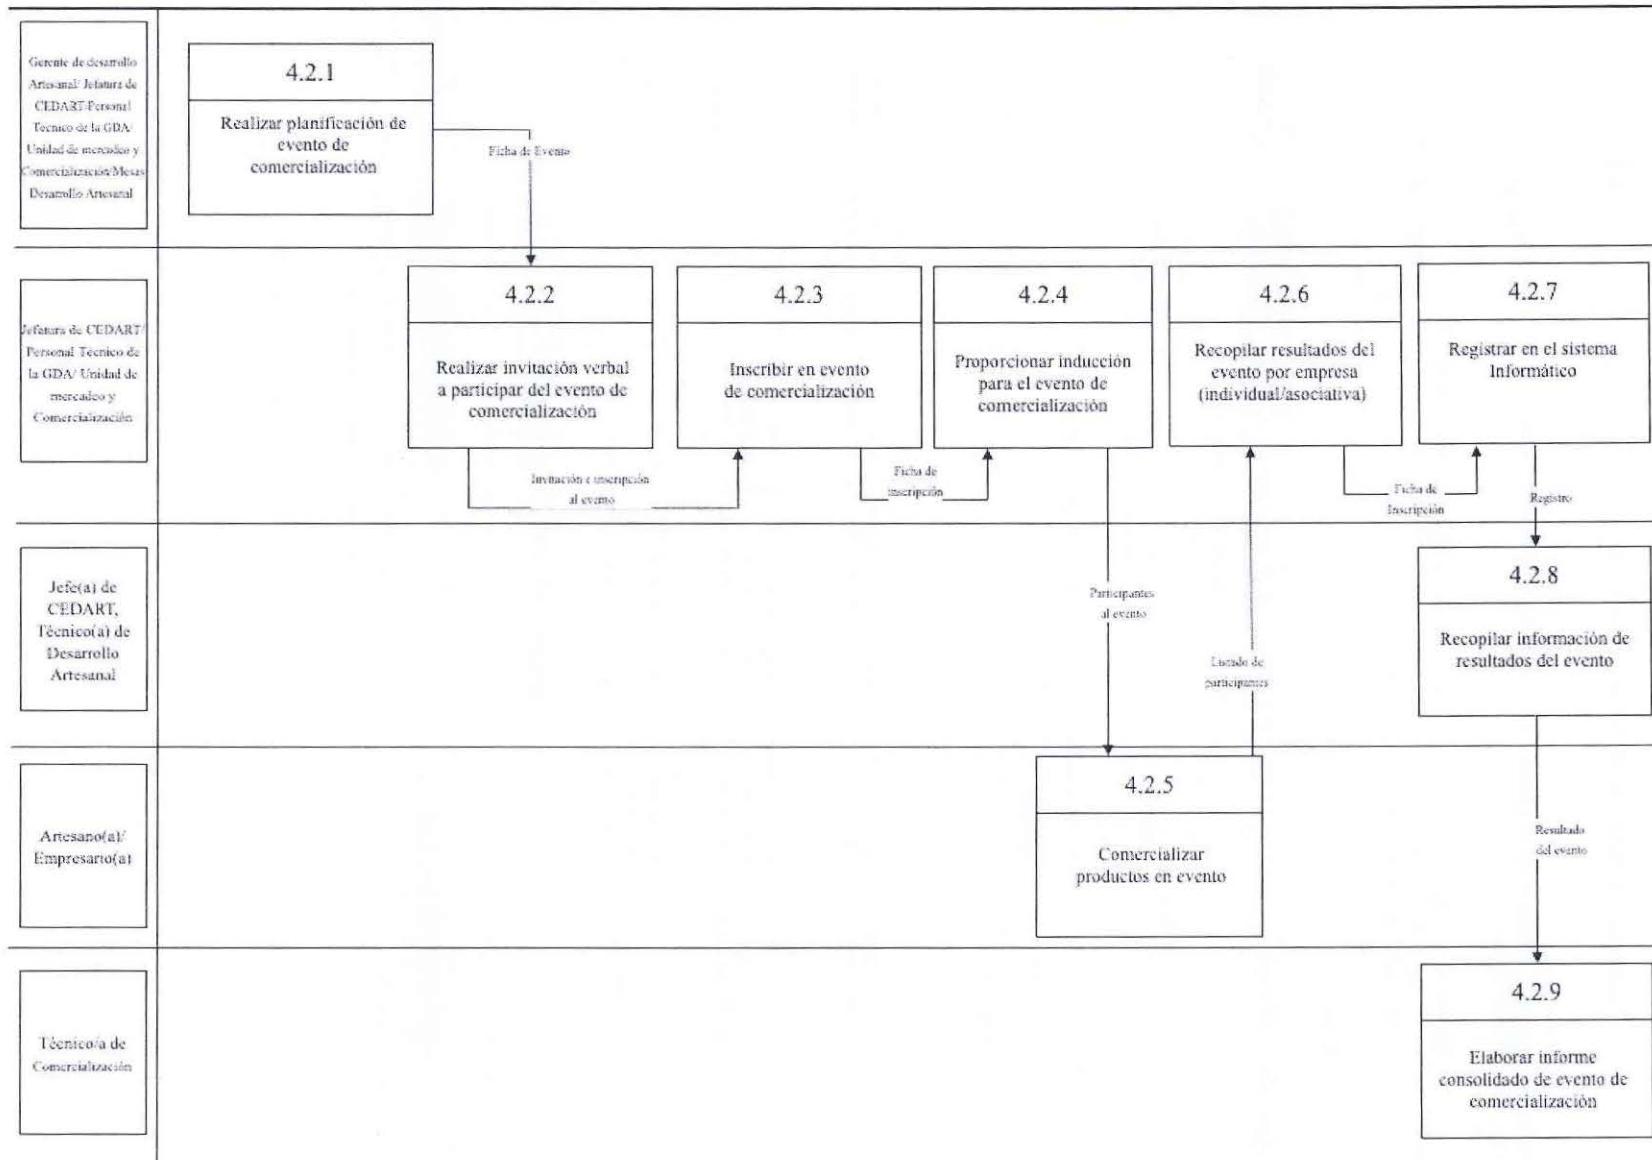 Gerente de desarrollo
Artesanal/ Jefatura de
CEDART/Personal
Técnico de la GDA/
Unidad de mercadeo y
Comercialización/Mesas
Desarrollo Artesanal
4.2.1
Realizar planificación de
evento de
comercialización
Ficha de Evento
Jefatura de CEDART/
Personal Técnico de
la GDA/ Unidad de
mercadeo y
Comercialización
4.2.2
Realizar invitación verbal
a participar del evento de
comercialización
Invitación e inscripción
al evento
4.2.3
Inscribir en evento
de comercialización
Ficha de
inscripción
4.2.4
Proporcionar inducción
para el evento de
comercialización
4.2.6
Recopilar resultados del
evento por empresa
(individual/asociativa)
Ficha de
Inscripción
4.2.7
Registrar en el sistema
Informático
Registro
Jefe(a) de
CEDART,
Técnico(a) de
Desarrollo
Artesanal
Participantes
al evento
Listado de
participantes
4.2.8
Recopilar información de
resultados del evento
Artesano(a)/
Empresario(a)
4.2.5
Comercializar
productos en evento
Resultado
del evento
Técnico/a de
Comercialización
4.2.9
Elaborar informe
consolidado de evento de
comercialización